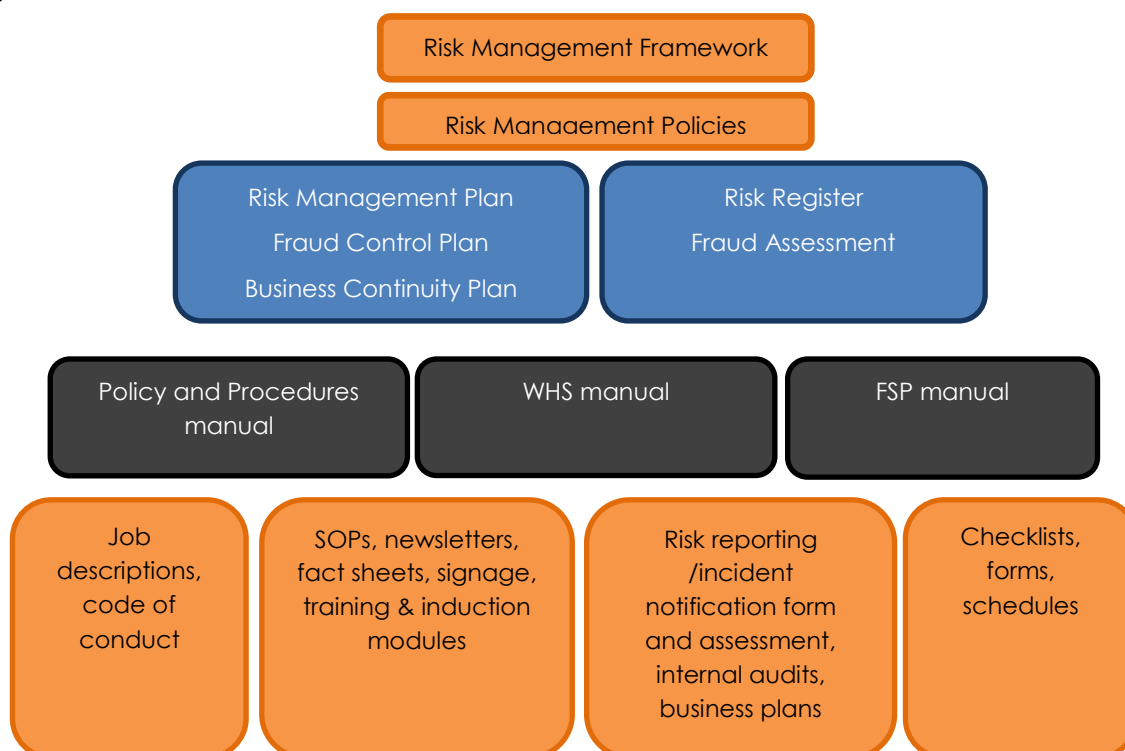 Risk Management Framework
Risk Management Policies
Risk Management Plan
Fraud Control Plan
Business Continuity Plan
Risk Register
Fraud Assessment
Policy and Procedures
manual
WHS manual
FSP manual
Job
descriptions,
code of
conduct
SOPs, newsletters,
fact sheets, signage,
training & induction
modules
Risk reporting
/incident
notification form
and assessment,
internal audits,
business plans
Checklists,
forms,
schedules